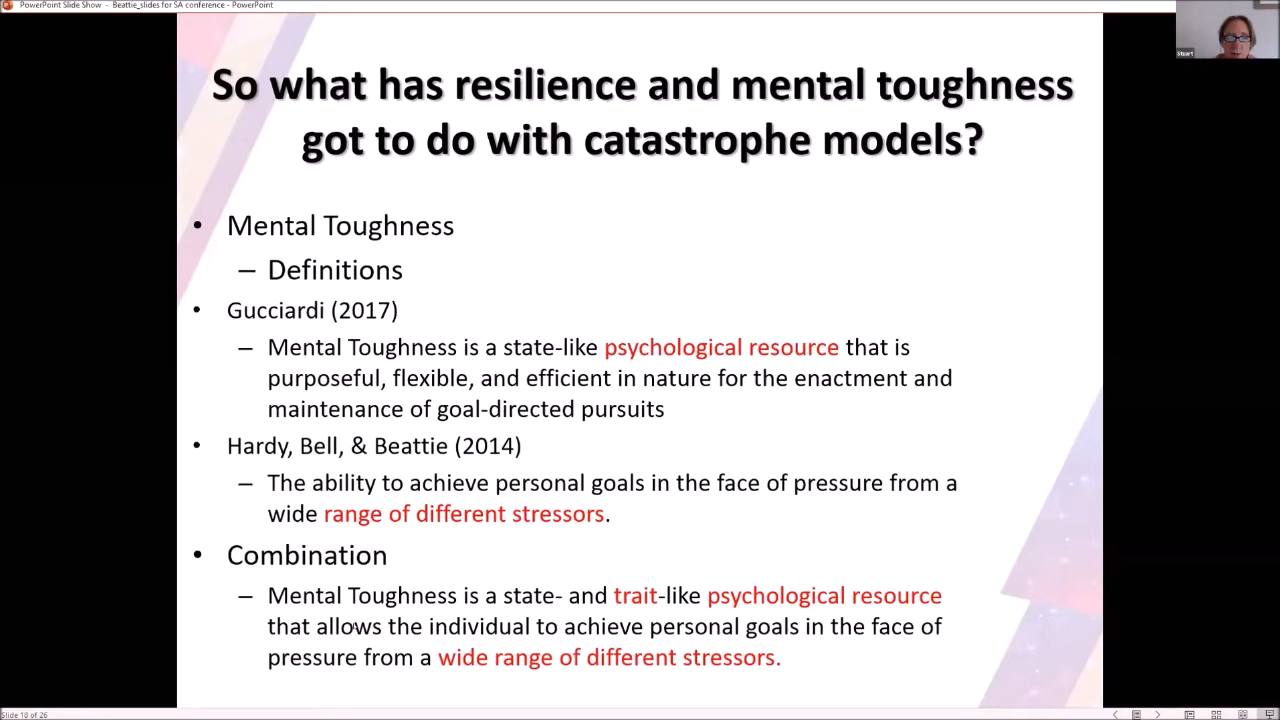 PowerPoint Slide Show - Beattie_slides for SA conference - PowerPoint
Stuart
So what has resilience and mental toughness
got to do with catastrophe models?
• Mental Toughness
– Definitions
• Gucciardi (2017)
– Mental Toughness is a state-like psychological resource that is
purposeful, flexible, and efficient in nature for the enactment and
maintenance of goal-directed pursuits
• Hardy, Bell, & Beattie (2014)
– The ability to achieve personal goals in the face of pressure from a
wide range of different stressors.
• Combination
– Mental Toughness is a state- and trait-like psychological resource
that allows the individual to achieve personal goals in the face of
pressure from a wide range of different stressors.
Slide 18 of 26